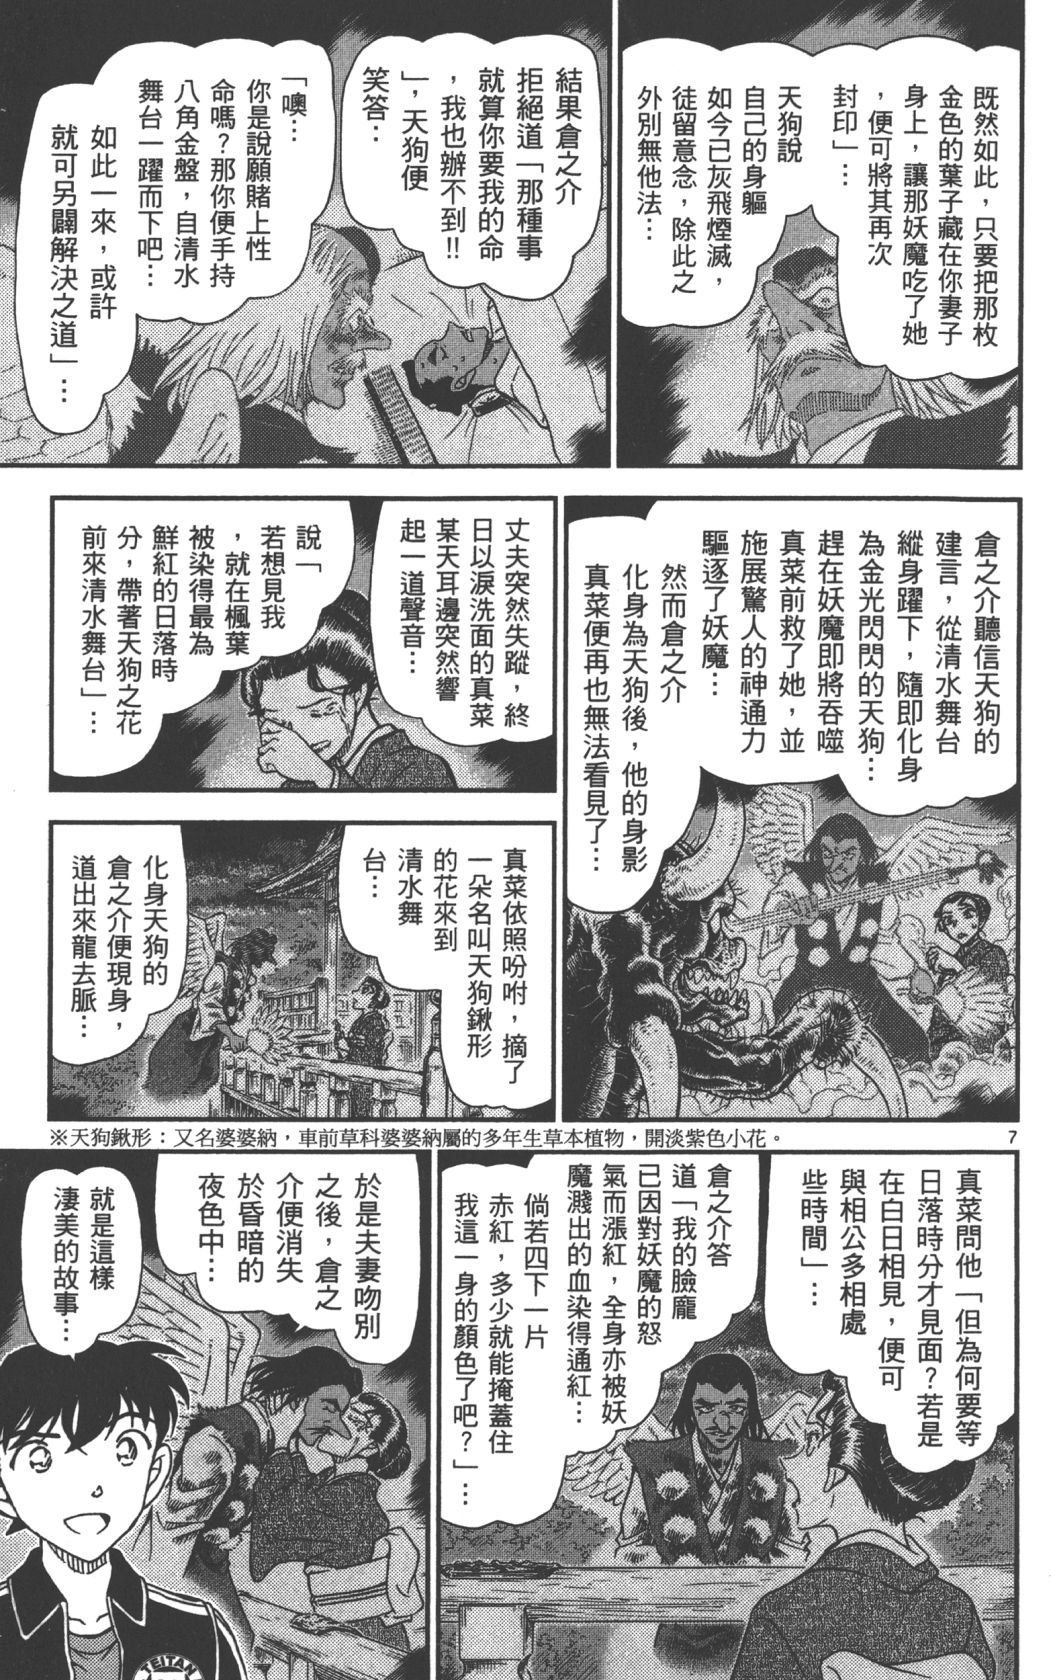 既然如此，只要把那枚
金色的葉子藏在你妻子
身上，讓那妖魔吃了她
，便可將其再次
封印」…
天狗說
自己的身軀
如今已灰飛煙滅，
徒留意念，除此之
外別無他法…
結果倉之介
拒絕道「那種事
就算你要我的命
，我也辦不到!!
」，天狗便
笑答：
「噢…
你是說願賭上性
命嗎？那你便手持
八角金盤，自清水
舞台一躍而下吧…
如此一來，或許
就可另闢解決之道」…
倉之介聽信天狗的
建言，從清水舞台
縱身躍下，隨即化身
為金光閃閃的天狗…
趕在妖魔即將吞噬
真菜前救了她，並
施展驚人的神通力
驅逐了妖魔…
然而倉之介
化身為天狗後，他的身影
真菜便再也無法看見了…
丈夫突然失蹤，終
日以淚洗面的真菜
某天耳邊突然響
起一道聲音…
說「
若想見我
，就在楓葉
被染得最為
鮮紅的日落時
分，帶著天狗之花
前來清水舞台」…
真菜依照吩咐，摘了
一朵名叫天狗鍬形
的花來到
清水舞
台…
化身天狗的
倉之介便現身，
道出來龍去脈…
※天狗鍬形：又名婆婆納，車前草科婆婆納屬的多年生草本植物，開淡紫色小花。
7
真菜問他「但為何要等
日落時分才見面？若是
在白日相見，便可
與相公多相處
些時間」…
倉之介答
道「我的臉龐
已因對妖魔的怒
氣而漲紅，全身亦被妖
魔濺出的血染得通紅…
倘若四下一片
赤紅，多少就能掩蓋住
我這一身的顏色了吧？」…
於是夫妻吻別
之後，倉之
介便消失
於昏暗的
夜色中…
就是這樣
淒美的故事…
TEITAN